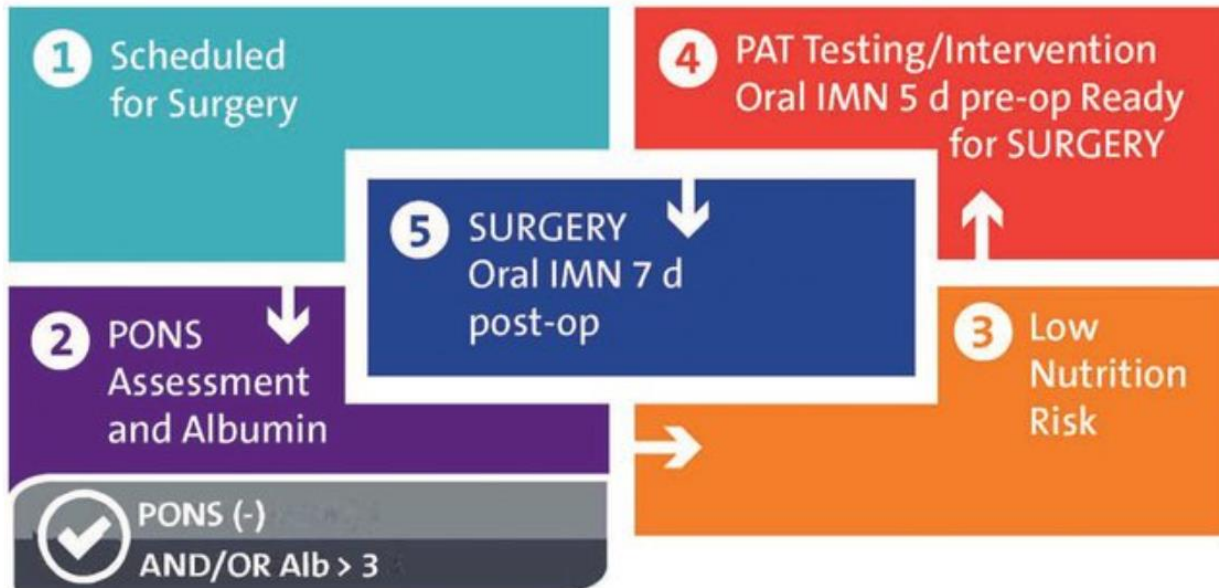 1 Scheduled
for Surgery
2 PONS
Assessment
and Albumin
PONS (-)
AND/OR Alb > 3
3 Low
Nutrition
Risk
4 PAT Testing/Intervention
Oral IMN 5 d pre-op Ready
for SURGERY
5 SURGERY
Oral IMN 7 d
post-op